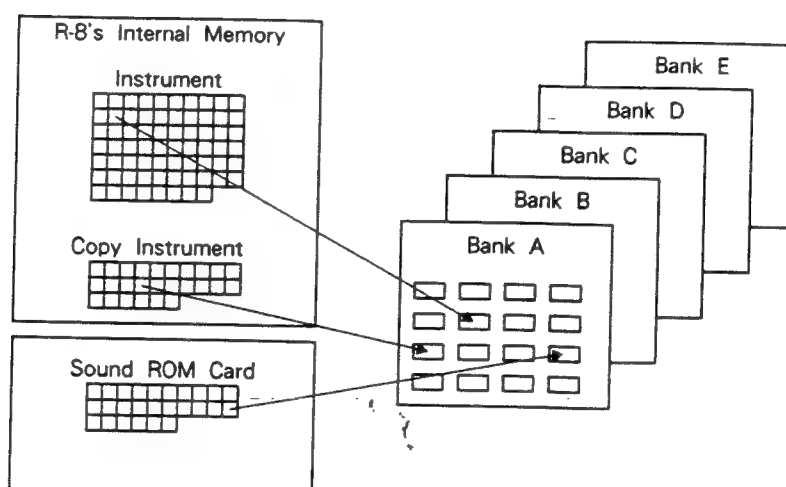 R-8's Internal Memory
Instrument
Copy Instrument
Sound ROM Card
Bank E
Bank D
Bank C
Bank B
Bank A